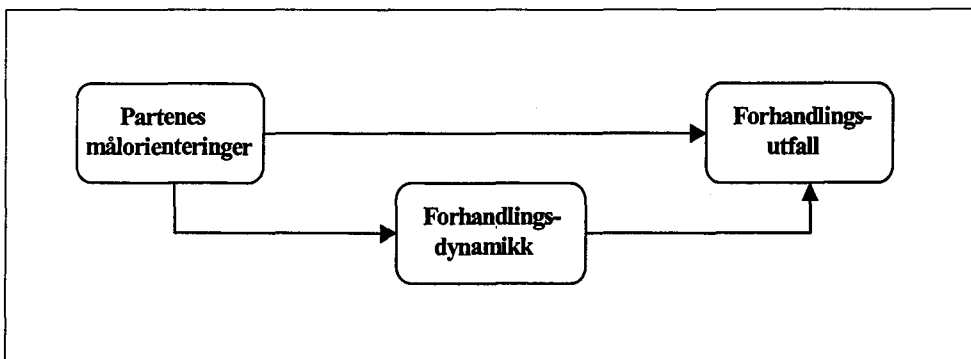 Partenes
målorienteringer
Forhandlings-
utfall
Forhandlings-
dynamikk